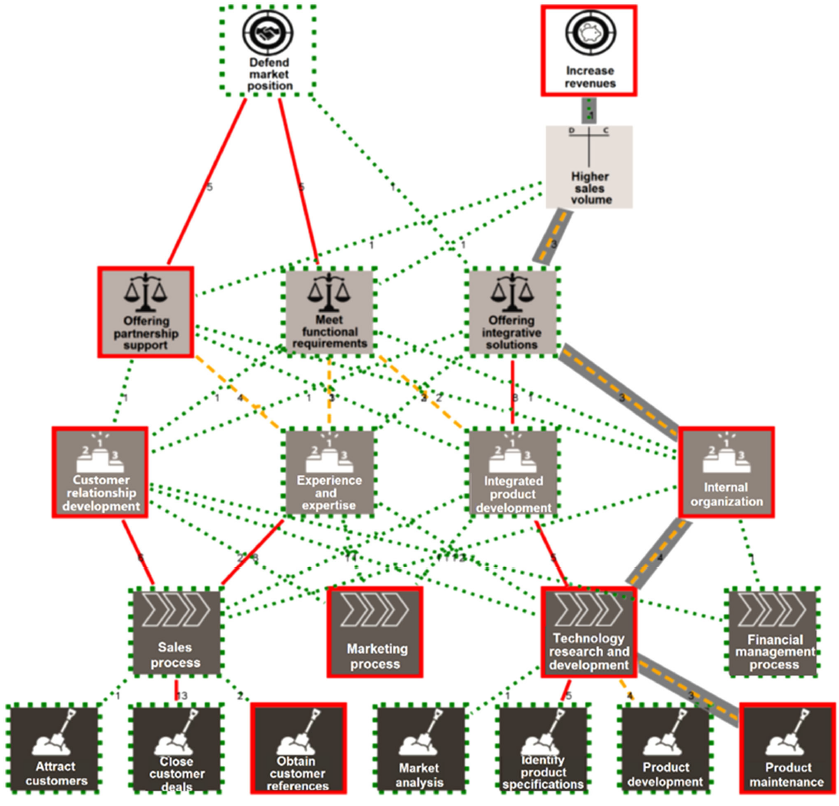 Defend
market
position
Increase
revenues
1
D C
Higher
sales
volume
5
5
1
1
1
3
Offering
partnership
support
Meet
functional
requirements
Offering
integrative
solutions
1
1
4
1
3
2
2
8
1
3
2 1 3
Customer
relationship
development
2 1 3
Experience
and
expertise
2 1 3
Integrated
product
development
2 1 3
Internal
organization
6
2
8
5
4
1
Sales
process
Marketing
process
Technology
research and
development
Financial
management
process
1
13
2
1
5
4
3
Attract
customers
Close
customer
deals
Obtain
customer
references
Market
analysis
Identify
product
specifications
Product
development
Product
maintenance